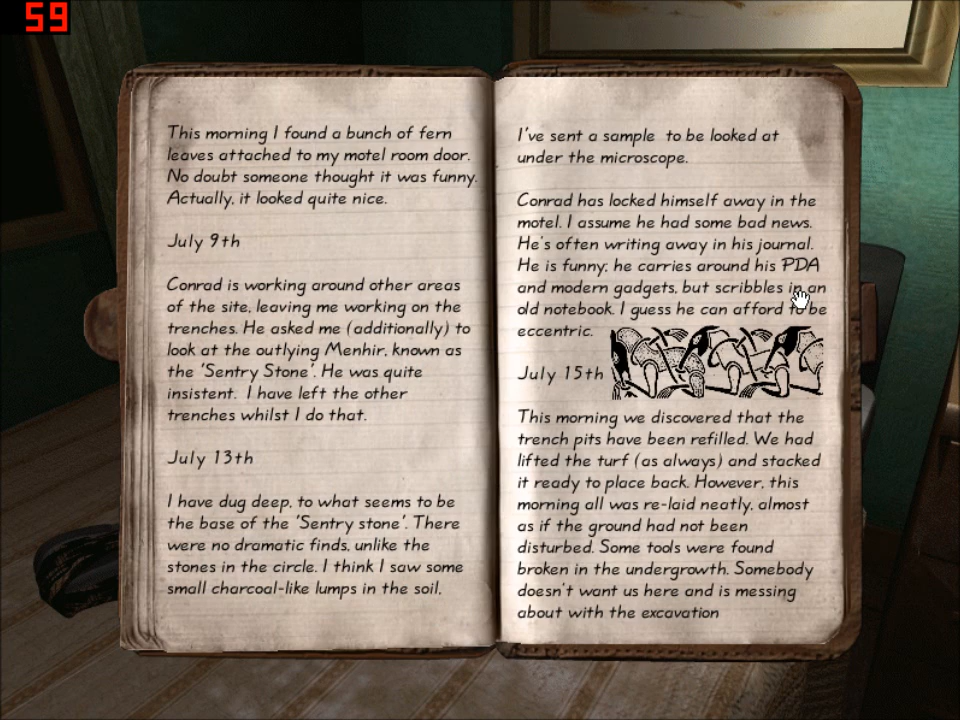 59
This morning I found a bunch of fern
leaves attached to my motel room door.
No doubt someone thought it was funny.
Actually, it looked quite nice.
July 9th
Conrad is working around other areas
of the site, leaving me working on the
trenches. He asked me (additionally) to
look at the outlying Menhir, known as
the 'Sentry Stone'. He was quite
insistent. I have left the other
trenches whilst I do that.
July 13th
I have dug deep, to what seems to be
the base of the 'Sentry stone'. There
were no dramatic finds, unlike the
stones in the circle. I think I saw some
small charcoal-like lumps in the soil.
I've sent a sample to be looked at
under the microscope.
Conrad has locked himself away in the
motel. I assume he had some bad news.
He's often writing away in his journal.
He is funny; he carries around his PDA
and modern gadgets, but scribbles in an
old notebook. I guess he can afford to be
eccentric.
July 15th
This morning we discovered that the
trench pits have been refilled. We had
lifted the turf (as always) and stacked
it ready to place back. However, this
morning all was re-laid neatly, almost
as if the ground had not been
disturbed. Some tools were found
broken in the undergrowth. Somebody
doesn't want us here and is messing
about with the excavation